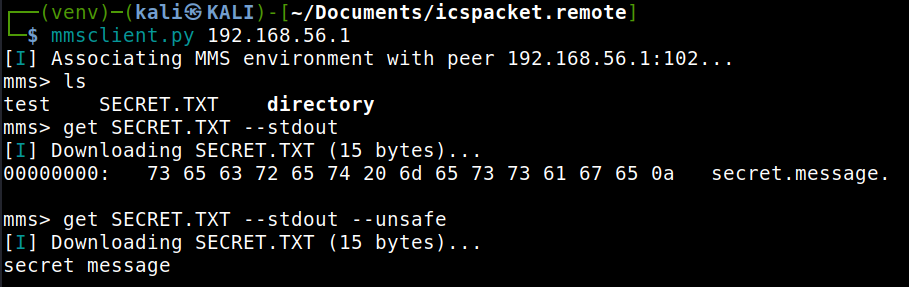 ┌──(venv)─(kali㉿KALI)-[~/Documents/icspacket.remote]
└─$ mmsclient.py 192.168.56.1
[I] Associating MMS environment with peer 192.168.56.1:102...
mms> ls
test    SECRET.TXT    directory
mms> get SECRET.TXT --stdout
[I] Downloading SECRET.TXT (15 bytes)...
00000000:   73 65 63 72 65 74 20 6d 65 73 73 61 67 65 0a   secret.message.
mms> get SECRET.TXT --stdout --unsafe
[I] Downloading SECRET.TXT (15 bytes)...
secret message